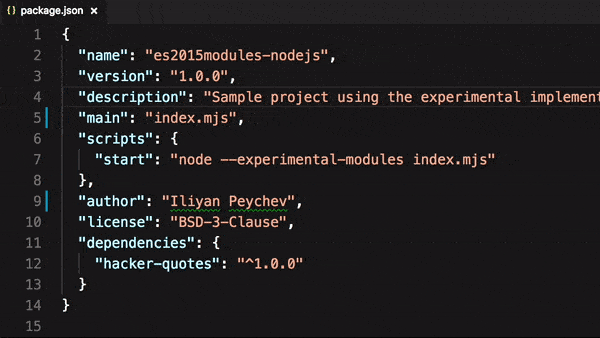 {} package.json ×
1 {
2 "name": "es2015modules-nodejs",
3 "version": "1.0.0",
4 "description": "Sample project using the experimental
5 "main": "index.mjs",
6 "scripts": {
7 "start": "node --experimental-modules index.mjs"
8 },
9 "author": "Iliyan Peychev",
10 "license": "BSD-3-Clause",
11 "dependencies": {
12 "hacker-quotes": "^1.0.0"
13 }
14 }
15